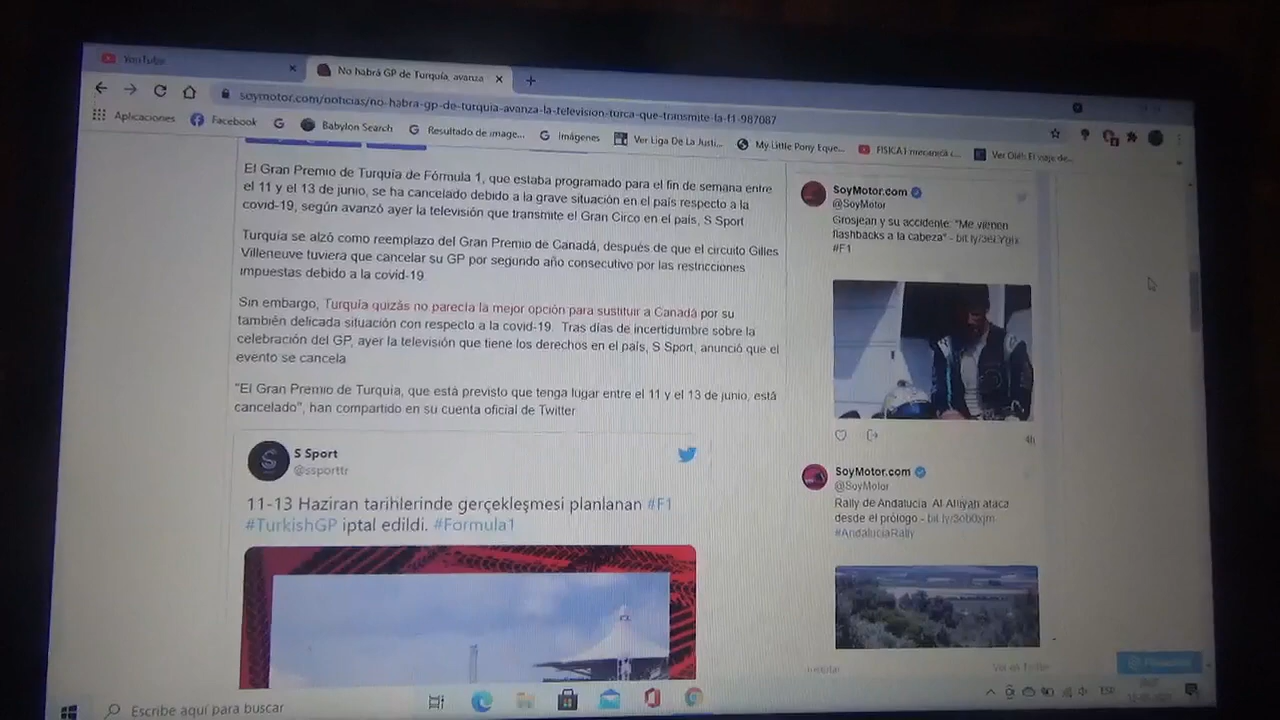 YouTube
No habrá GP de Turquía, avanza
soymotor.com/noticias/no-habra-gp-de-turquia-avanza-la-television-turca-que-transmite-la-f1-987087
Aplicaciones
Facebook
Babylon Search
Resultado de image...
imágenes
Ver Liga De La Justi...
My Little Pony Eque...
El Gran Premio de Turquía de Fórmula 1, que estaba programado para el fin de semana entre
el 11 y el 13 de junio, se ha cancelado debido a la grave situación en el país respecto a la
covid-19, según avanzó ayer la televisión que transmite el Gran Circo en el país, S Sport
Turquía se alzó como reemplazo del Gran Premio de Canadá, después de que el circuito Gilles
Villeneuve tuviera que cancelar su GP por segundo año consecutivo por las restricciones
impuestas debido a la covid-19
Sin embargo, Turquía quizás no parecía la mejor opción para sustituir a Canadá por su
también delicada situación con respecto a la covid-19. Tras días de incertidumbre sobre la
celebración del GP, ayer la televisión que tiene los derechos en el país, S Sport, anunció que el
evento se cancela
"El Gran Premio de Turquía, que está previsto que tenga lugar entre el 11 y el 13 de junio, está
cancelado", han compartido en su cuenta oficial de Twitter
S Sport
@ssporttr
11-13 Haziran tarihlerinde gerçekleşmesi planlanan #F1
#TurkishGP iptal edildi. #Formula1
SoyMotor.com
@SoyMotor
Grosjean y su accidente: "Me vienen
flashbacks a la cabeza" - bit.ly
#F1
4h
SoyMotor.com
@SoyMotor
Rally de Andalucía Al Attiyah ataca
desde el prólogo - bit.ly
#AndaluciaRally
Ver en Twitter
Escribe aquí para buscar
ESP